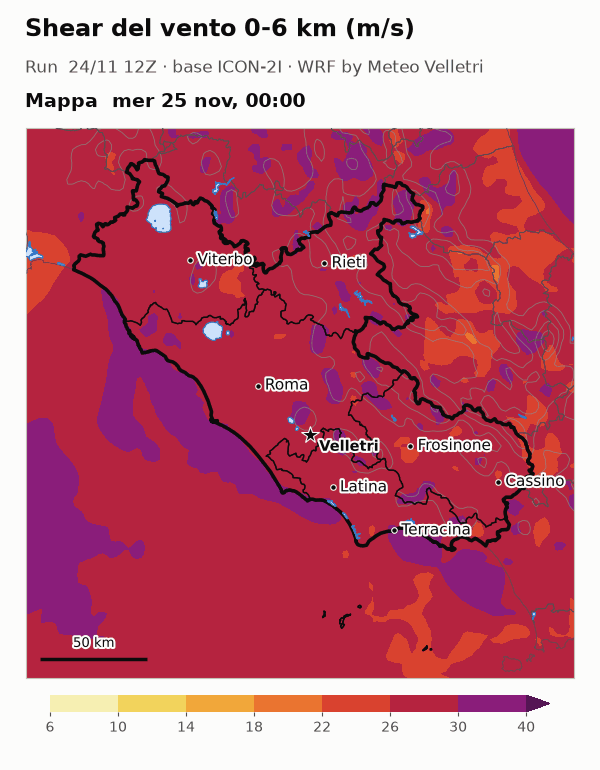 Shear del vento 0-6 km (m/s)
Run  24/11 12Z · base ICON-2I · WRF by Meteo Velletri
Mappa  mer 25 nov, 00:00
Viterbo
Rieti
Roma
Velletri
Frosinone
Cassino
Latina
Terracina
50 km
6 10 14 18 22 26 30 40